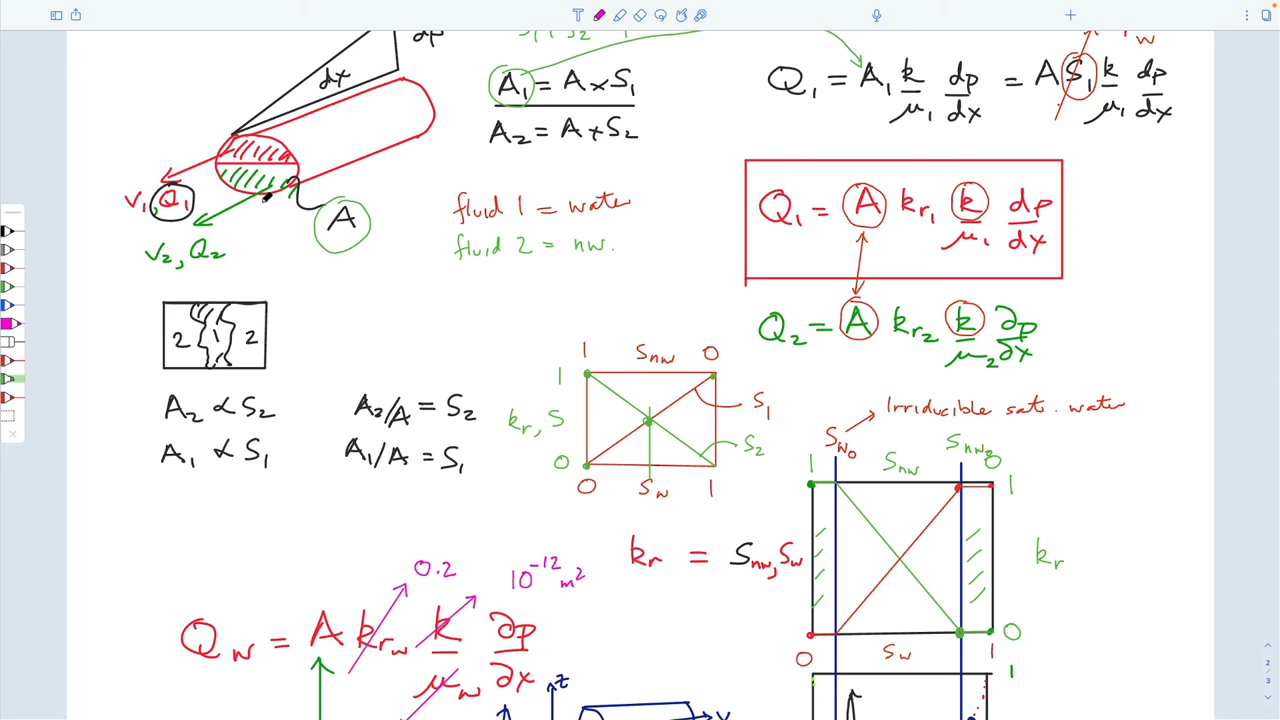 dp
dx
A₁ = A × S₁
A₂ = A + S₂
Q₁ = A₁ k/μ₁ dp/dx = A S₁ k/μ₁ dp/dx
w
v₁, Q₁
v₂, Q₂
A
fluid 1 = water
fluid 2 = nw.
Q₁ = A kr₁ k/μ₁ dp/dx
Q₂ = A kr₂ k/μ₂ ∂p/∂x
2 1 2
A₂ ∝ S₂
A₂/A = S₂
A₁ ∝ S₁
A₁/A = S₁
1 Snw 0
1
kr, S
0
0 Sw 1
S₁
S₂
Irriducible sat. water
Sw₀
Snw₀
1 Snw 0
1
kr
0
0 Sw 1
1
kr = Snw, Sw
0.2
10⁻¹² m²
Qw = A krw k/μw ∂p/∂x
z
2
3